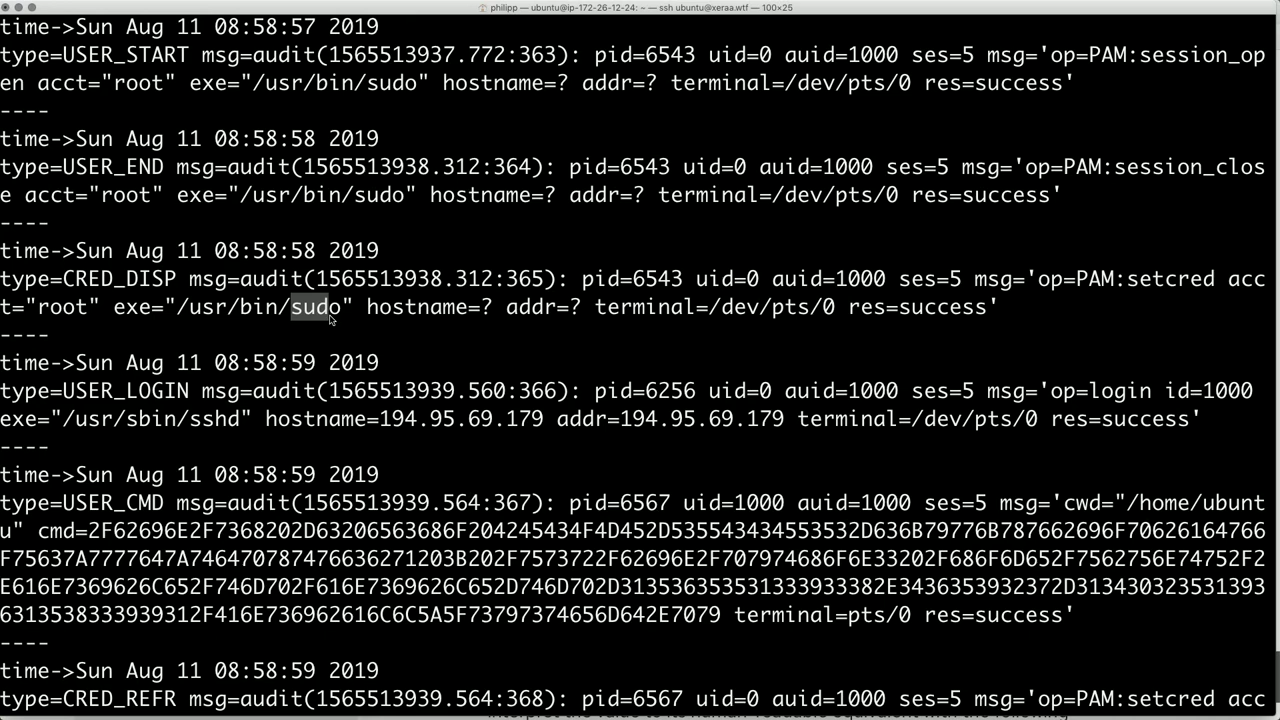 philipp — ubuntu@ip-172-26-12-24: ~ — ssh ubuntu@xeraa.wtf — 100×25
time->Sun Aug 11 08:58:57 2019
type=USER_START msg=audit(1565513937.772:363): pid=6543 uid=0 auid=1000 ses=5 msg='op=PAM:session_op
en acct="root" exe="/usr/bin/sudo" hostname=? addr=? terminal=/dev/pts/0 res=success'
----
time->Sun Aug 11 08:58:58 2019
type=USER_END msg=audit(1565513938.312:364): pid=6543 uid=0 auid=1000 ses=5 msg='op=PAM:session_clos
e acct="root" exe="/usr/bin/sudo" hostname=? addr=? terminal=/dev/pts/0 res=success'
----
time->Sun Aug 11 08:58:58 2019
type=CRED_DISP msg=audit(1565513938.312:365): pid=6543 uid=0 auid=1000 ses=5 msg='op=PAM:setcred acc
t="root" exe="/usr/bin/sudo" hostname=? addr=? terminal=/dev/pts/0 res=success'
----
time->Sun Aug 11 08:58:59 2019
type=USER_LOGIN msg=audit(1565513939.560:366): pid=6256 uid=0 auid=1000 ses=5 msg='op=login id=1000
exe="/usr/sbin/sshd" hostname=194.95.69.179 addr=194.95.69.179 terminal=/dev/pts/0 res=success'
----
time->Sun Aug 11 08:58:59 2019
type=USER_CMD msg=audit(1565513939.564:367): pid=6567 uid=1000 auid=1000 ses=5 msg='cwd="/home/ubunt
u" cmd=2F62696E2F7368202D63206563686F204245434F4D452D535543434553532D636B79776B787662696F70626164766
F75637A7777647A7464707874766362712033B202F7573722F62696E2F707974686F6E33202F686F6D652F7562756E74752F2
E616E7369626C652F746D702F616E7369626C652D746D702D313536353531333933382E3436353932372D313430323531393
6313538333939312F416E736962616C6C5A5F73797374656D642E7079 terminal=pts/0 res=success'
----
time->Sun Aug 11 08:58:59 2019
type=CRED_REFR msg=audit(1565513939.564:368): pid=6567 uid=0 auid=1000 ses=5 msg='op=PAM:setcred acc